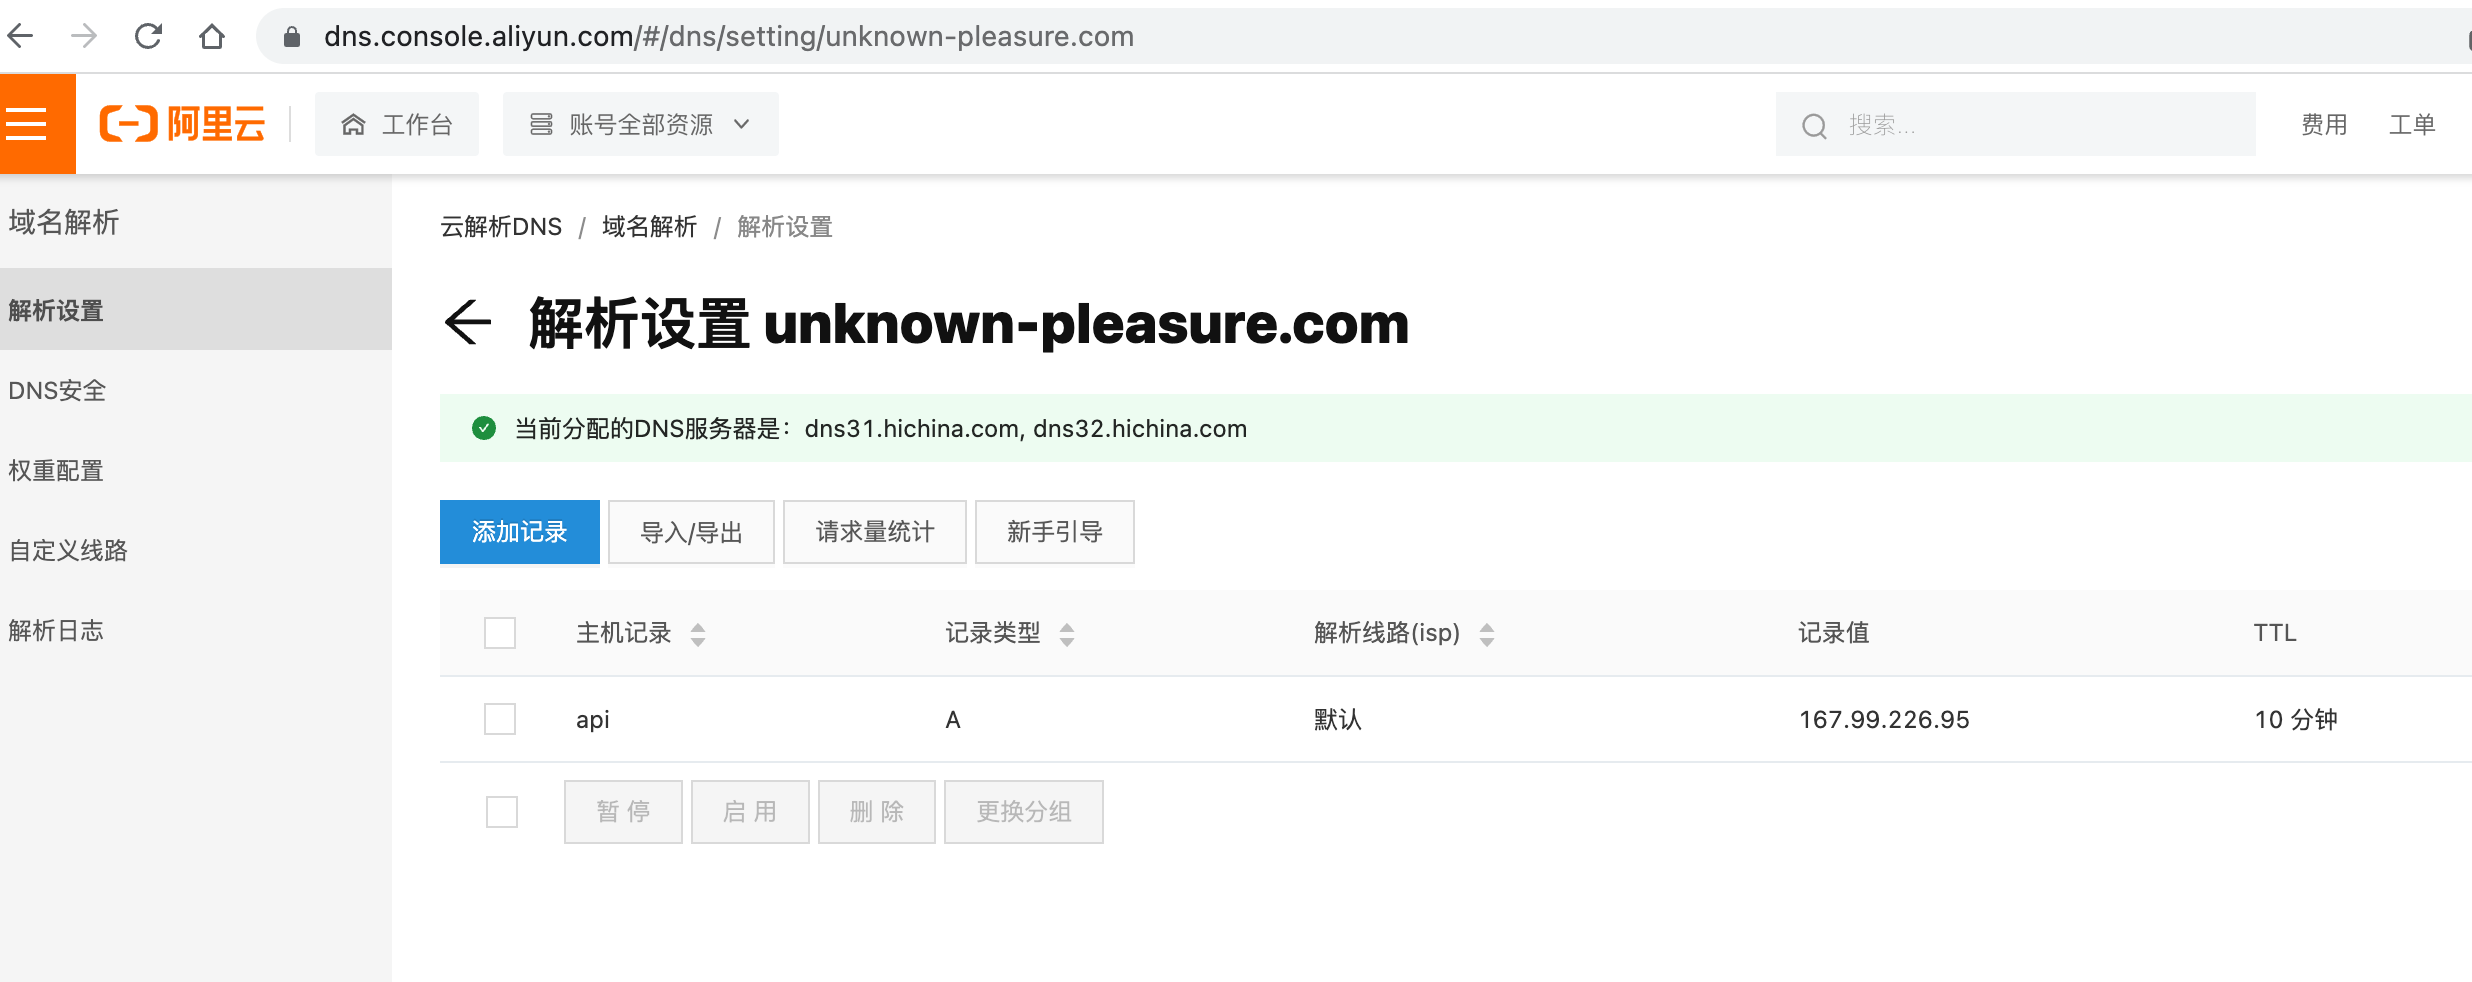 dns.console.aliyun.com/#/dns/setting/unknown-pleasure.com
阿里云
工作台
账号全部资源
搜索...
费用
工单
域名解析
解析设置
DNS安全
权重配置
自定义线路
解析日志
云解析DNS / 域名解析 / 解析设置
解析设置 unknown-pleasure.com
当前分配的DNS服务器是：dns31.hichina.com, dns32.hichina.com
添加记录 导入/导出 请求量统计 新手引导
主机记录 记录类型 解析线路(isp) 记录值 TTL
api A 默认 167.99.226.95 10 分钟
暂 停 启 用 删 除 更换分组